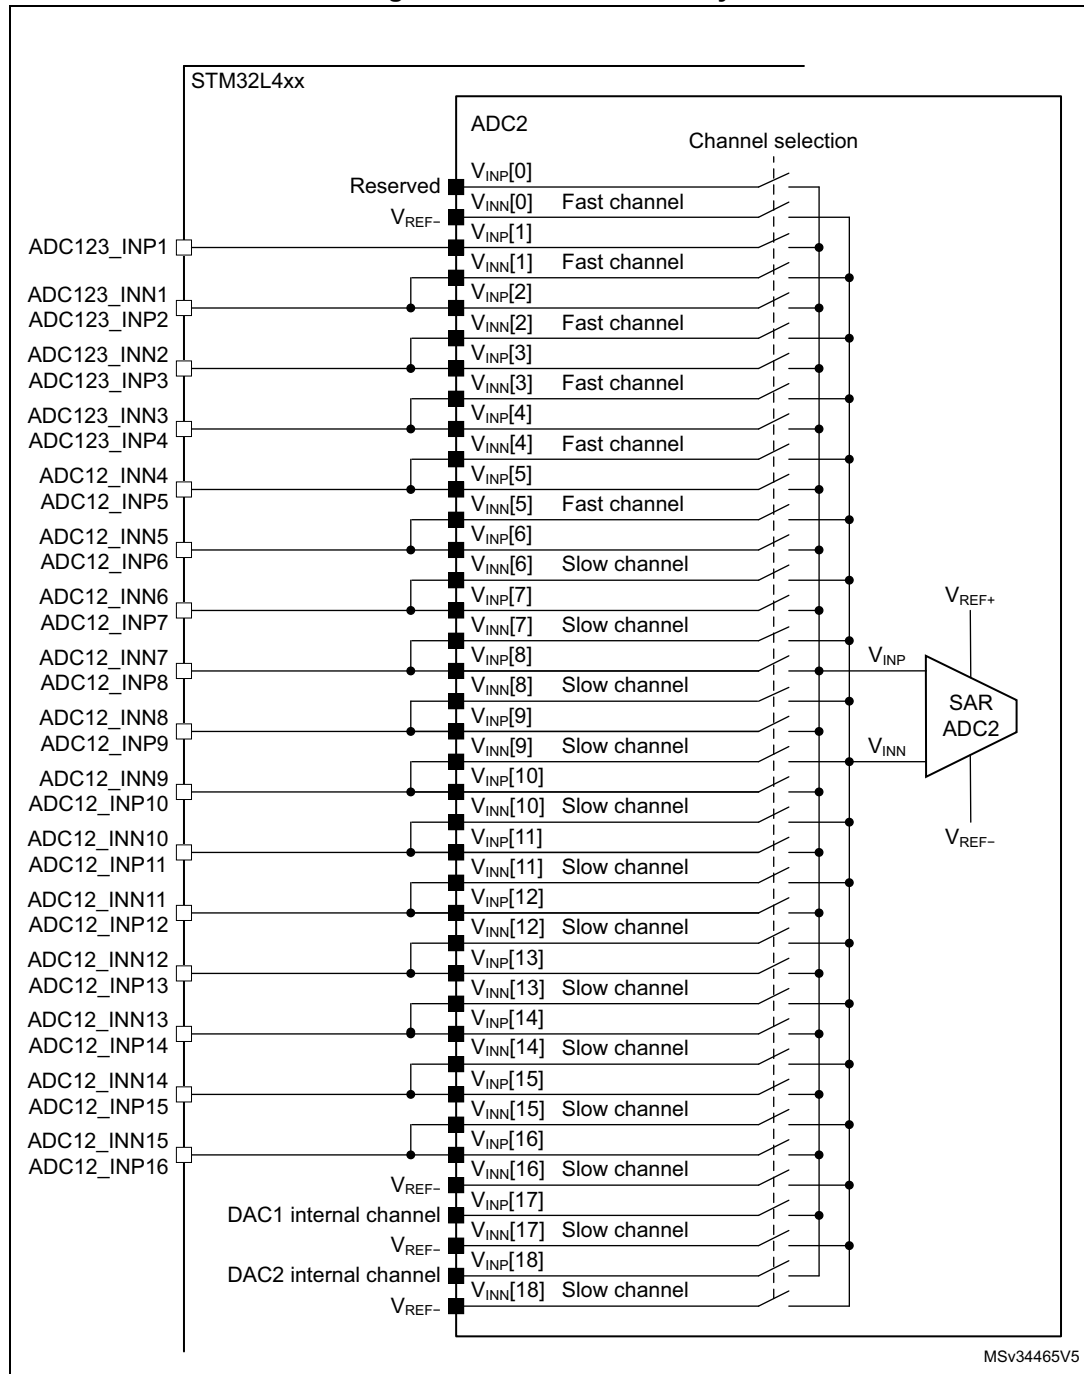 STM32L4xx
ADC2
Channel selection
Reserved
VINP[0]
VREF-
VINN[0] Fast channel
ADC123_INP1
VINP[1]
VINN[1] Fast channel
ADC123_INN1
ADC123_INP2
VINP[2]
VINN[2] Fast channel
ADC123_INN2
ADC123_INP3
VINP[3]
VINN[3] Fast channel
ADC123_INN3
ADC123_INP4
VINP[4]
VINN[4] Fast channel
ADC12_INN4
ADC12_INP5
VINP[5]
VINN[5] Fast channel
ADC12_INN5
ADC12_INP6
VINP[6]
VINN[6] Slow channel
ADC12_INN6
ADC12_INP7
VINP[7]
VINN[7] Slow channel
ADC12_INN7
ADC12_INP8
VINP[8]
VINN[8] Slow channel
ADC12_INN8
ADC12_INP9
VINP[9]
VINN[9] Slow channel
ADC12_INN9
ADC12_INP10
VINP[10]
VINN[10] Slow channel
ADC12_INN10
ADC12_INP11
VINP[11]
VINN[11] Slow channel
ADC12_INN11
ADC12_INP12
VINP[12]
VINN[12] Slow channel
ADC12_INN12
ADC12_INP13
VINP[13]
VINN[13] Slow channel
ADC12_INN13
ADC12_INP14
VINP[14]
VINN[14] Slow channel
ADC12_INN14
ADC12_INP15
VINP[15]
VINN[15] Slow channel
ADC12_INN15
ADC12_INP16
VINP[16]
VREF-
VINN[16] Slow channel
DAC1 internal channel
VINP[17]
VREF-
VINN[17] Slow channel
DAC2 internal channel
VINP[18]
VREF-
VINN[18] Slow channel
VREF+
VINP
SAR
ADC2
VINN
VREF-
MSv34465V5